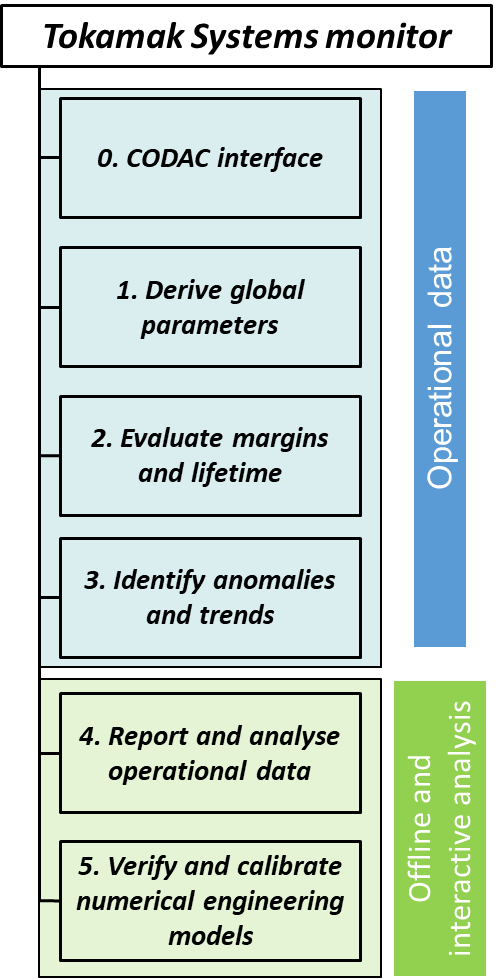 Tokamak Systems monitor
0. CODAC interface
1. Derive global
parameters
2. Evaluate margins
and lifetime
3. Identify anomalies
and trends
Operational data
4. Report and analyse
operational data
5. Verify and calibrate
numerical engineering
models
Offline and
interactive analysis